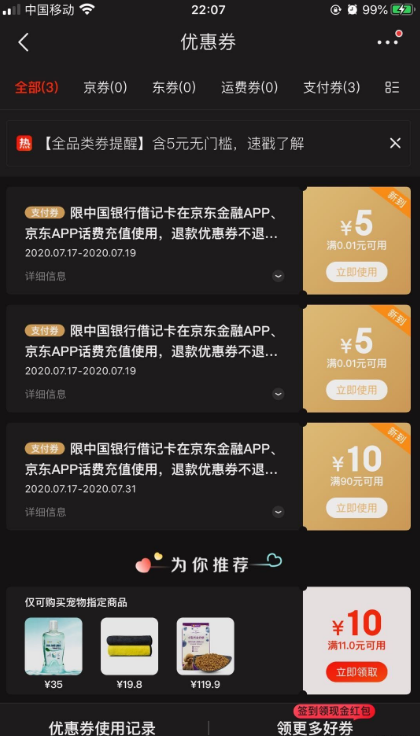 中国移动
22:07
99%
优惠券
全部(3) 京券(0) 东券(0) 运费券(0) 支付券(3)
热 【全品类券提醒】含5元无门槛，速戳了解
新到
支付券 限中国银行借记卡在京东金融APP、
京东APP话费充值使用，退款优惠券不退...
2020.07.17-2020.07.19
详细信息
¥5
满0.01元可用
立即使用
新到
支付券 限中国银行借记卡在京东金融APP、
京东APP话费充值使用，退款优惠券不退...
2020.07.17-2020.07.19
详细信息
¥5
满0.01元可用
立即使用
新到
支付券 限中国银行借记卡在京东金融APP、
京东APP话费充值使用，退款优惠券不退...
2020.07.17-2020.07.31
详细信息
¥10
满90元可用
立即使用
为你推荐
仅可购买宠物指定商品
¥35
¥19.8
¥119.9
¥10
满11.0元可用
立即领取
签到领现金红包
优惠券使用记录
领更多好券